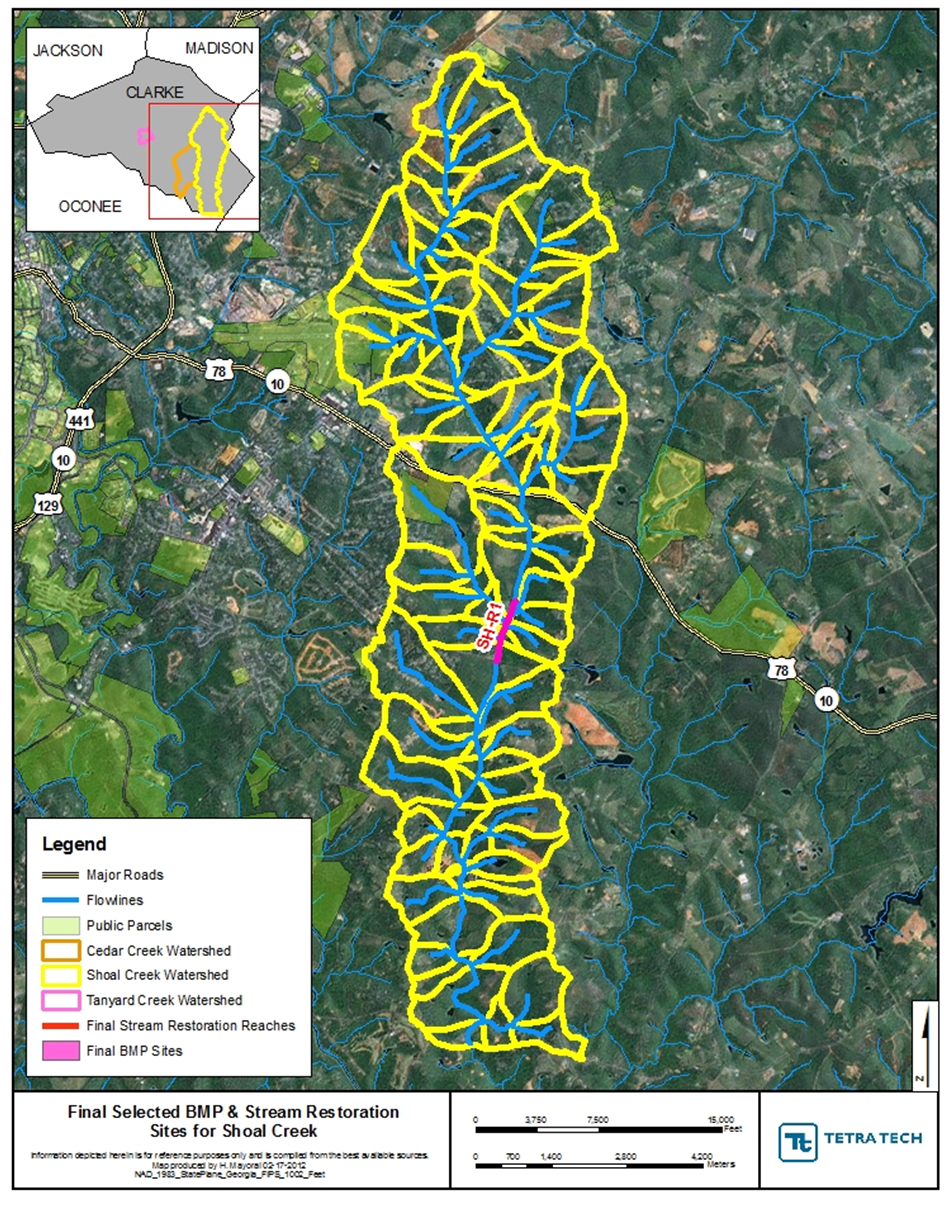 JACKSON
MADISON
CLARKE
OCONEE
78
10
441
10
129
SH-R1
78
10
Legend
Major Roads
Flowlines
Public Parcels
Cedar Creek Watershed
Shoal Creek Watershed
Tanyard Creek Watershed
Final Stream Restoration Reaches
Final BMP Sites
N
Final Selected BMP & Stream Restoration
Sites for Shoal Creek
Information depicted herein is for reference purposes only and is compiled from the best available sources.
Map produced by H. Mayoral 02-17-2012
NAD_1983_StatePlane_Georgia_FIPS_1002_Feet
0 3,750 7,500 15,000
Feet
0 700 1,400 2,800 4,200
Meters
Tt TETRA TECH